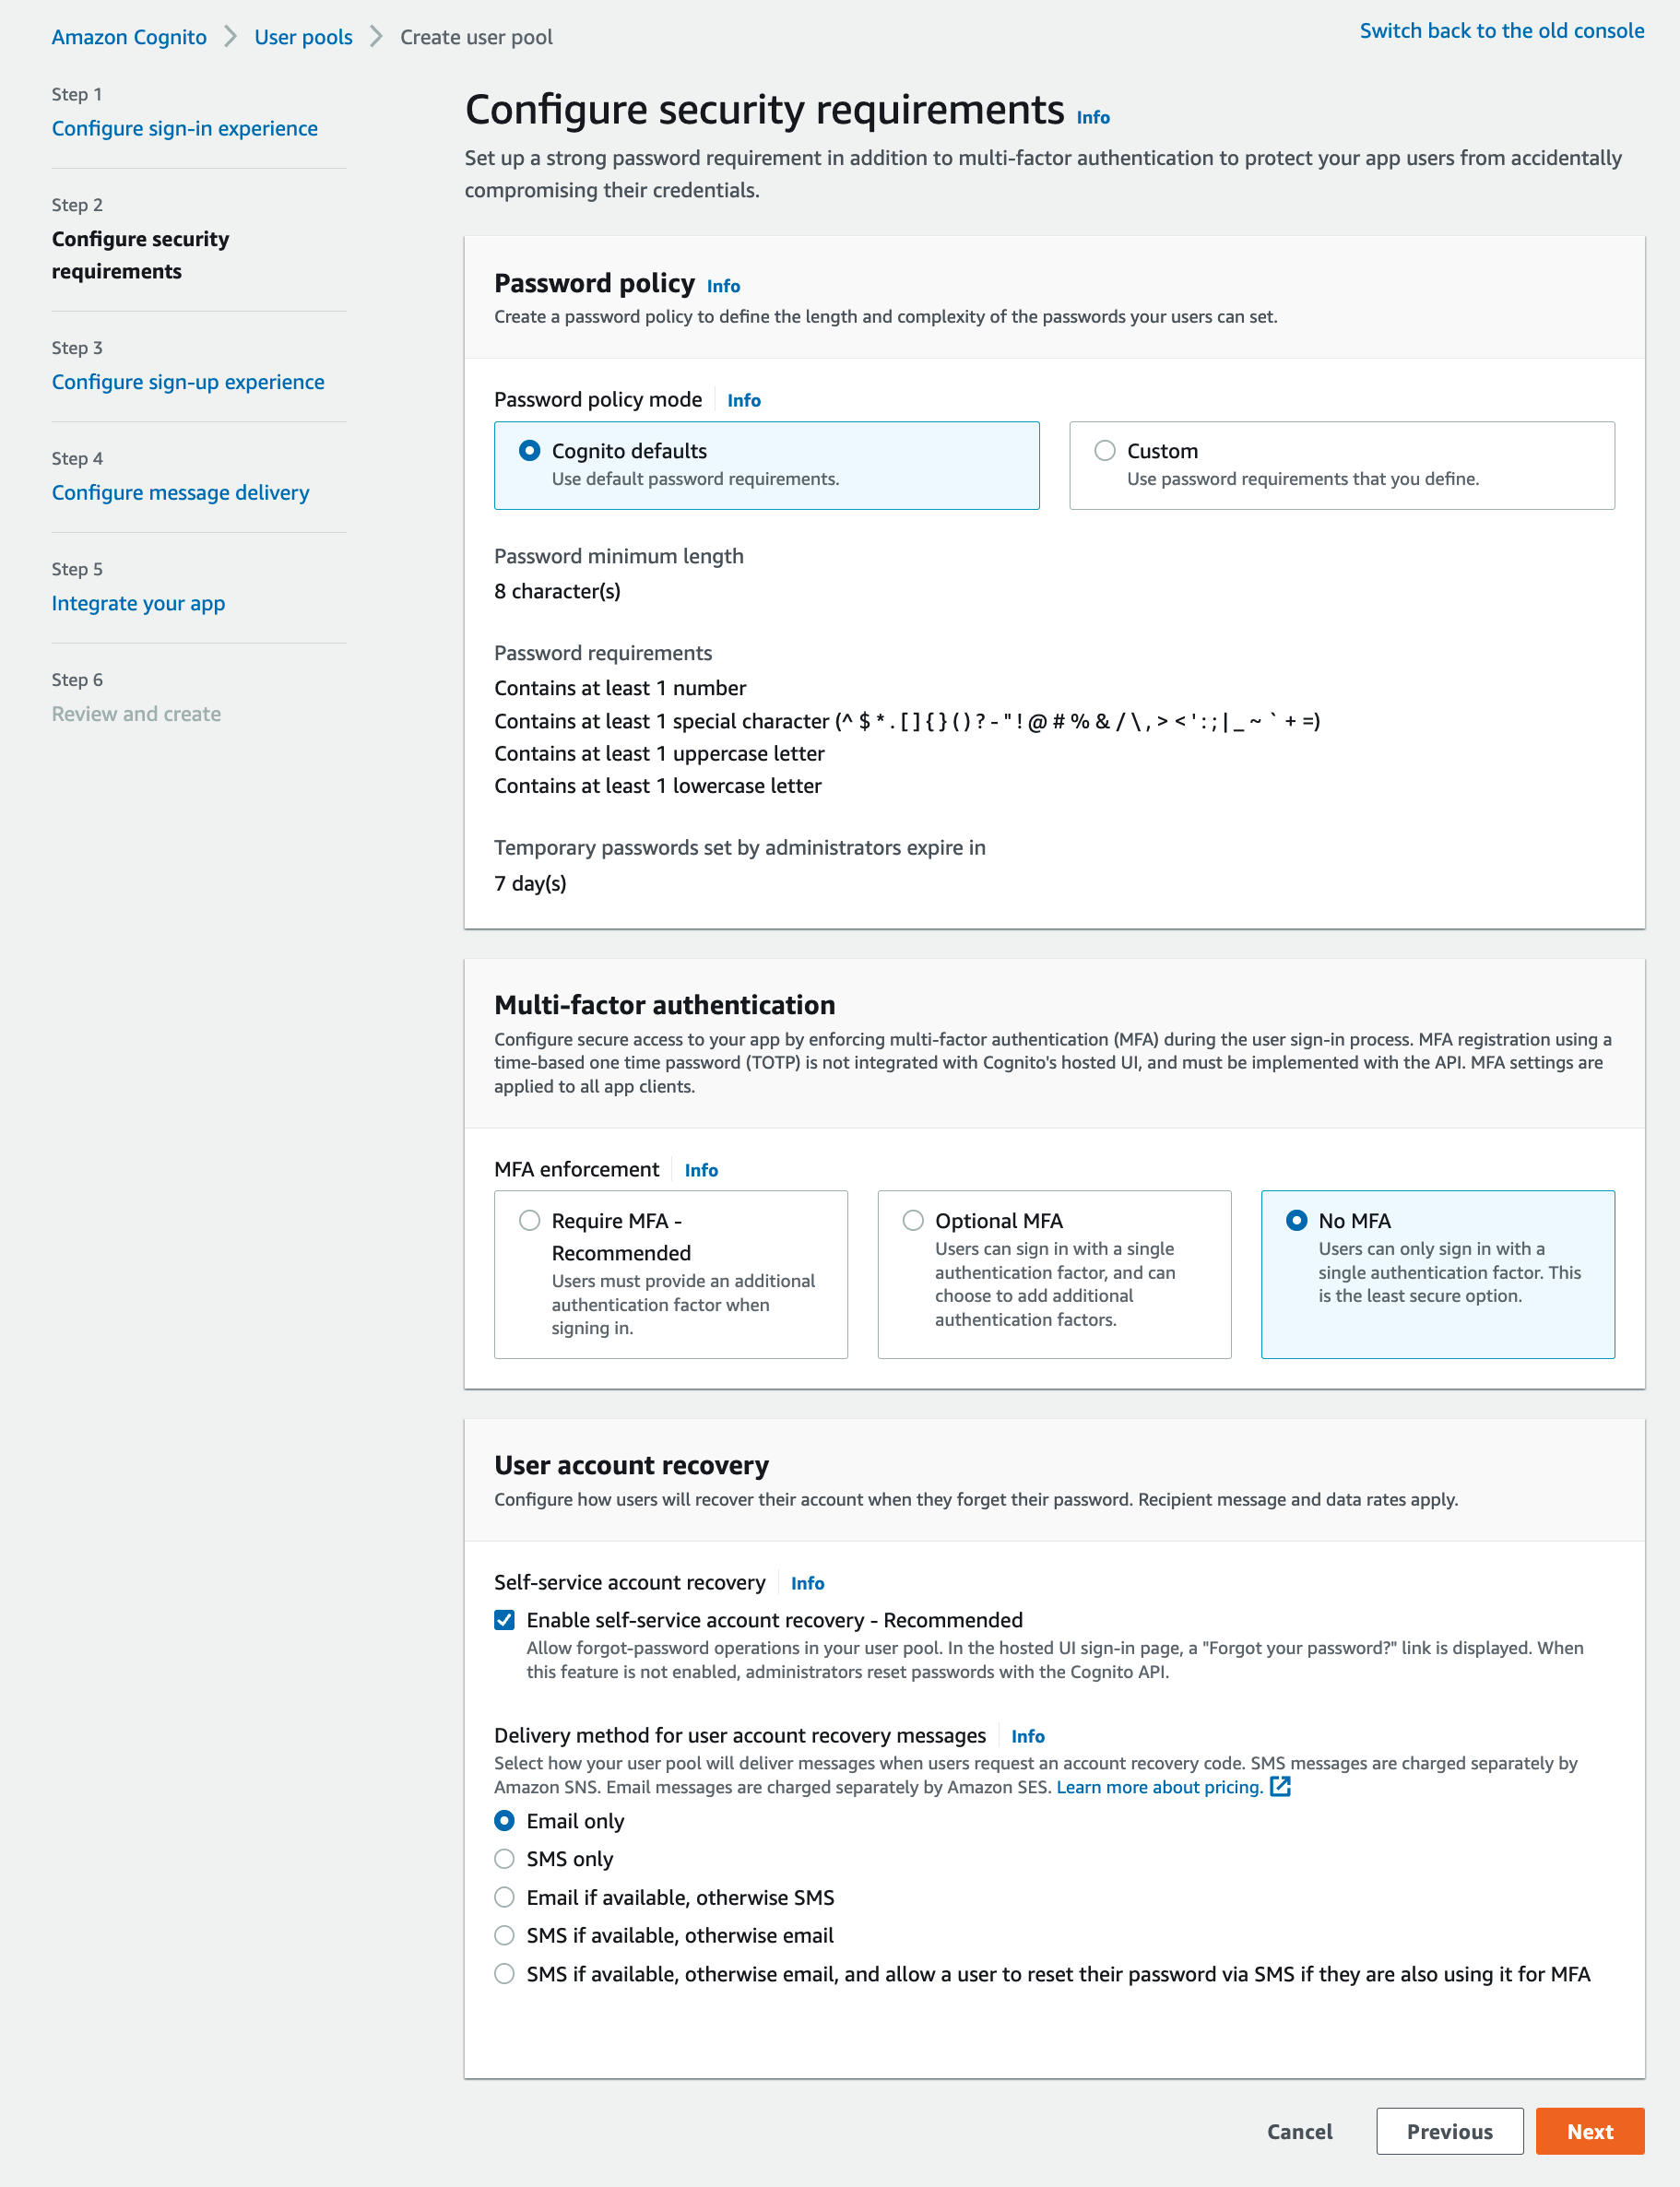 Amazon Cognito > User pools > Create user pool
Switch back to the old console
Step 1
Configure sign-in experience
Step 2
Configure security
requirements
Step 3
Configure sign-up experience
Step 4
Configure message delivery
Step 5
Integrate your app
Step 6
Review and create
Configure security requirements Info
Set up a strong password requirement in addition to multi-factor authentication to protect your app users from accidentally
compromising their credentials.
Password policy Info
Create a password policy to define the length and complexity of the passwords your users can set.
Password policy mode Info
Cognito defaults
Use default password requirements.
Custom
Use password requirements that you define.
Password minimum length
8 character(s)
Password requirements
Contains at least 1 number
Contains at least 1 special character (^ $ * . [ ] { } ( ) ? - " ! @ # % & / \ , > < ' : ; | _ ~ ` + =)
Contains at least 1 uppercase letter
Contains at least 1 lowercase letter
Temporary passwords set by administrators expire in
7 day(s)
Multi-factor authentication
Configure secure access to your app by enforcing multi-factor authentication (MFA) during the user sign-in process. MFA registration using a
time-based one time password (TOTP) is not integrated with Cognito's hosted UI, and must be implemented with the API. MFA settings are
applied to all app clients.
MFA enforcement Info
Require MFA -
Recommended
Users must provide an additional
authentication factor when
signing in.
Optional MFA
Users can sign in with a single
authentication factor, and can
choose to add additional
authentication factors.
No MFA
Users can only sign in with a
single authentication factor. This
is the least secure option.
User account recovery
Configure how users will recover their account when they forget their password. Recipient message and data rates apply.
Self-service account recovery Info
Enable self-service account recovery - Recommended
Allow forgot-password operations in your user pool. In the hosted UI sign-in page, a "Forgot your password?" link is displayed. When
this feature is not enabled, administrators reset passwords with the Cognito API.
Delivery method for user account recovery messages Info
Select how your user pool will deliver messages when users request an account recovery code. SMS messages are charged separately by
Amazon SNS. Email messages are charged separately by Amazon SES. Learn more about pricing.
Email only
SMS only
Email if available, otherwise SMS
SMS if available, otherwise email
SMS if available, otherwise email, and allow a user to reset their password via SMS if they are also using it for MFA
Cancel
Previous
Next